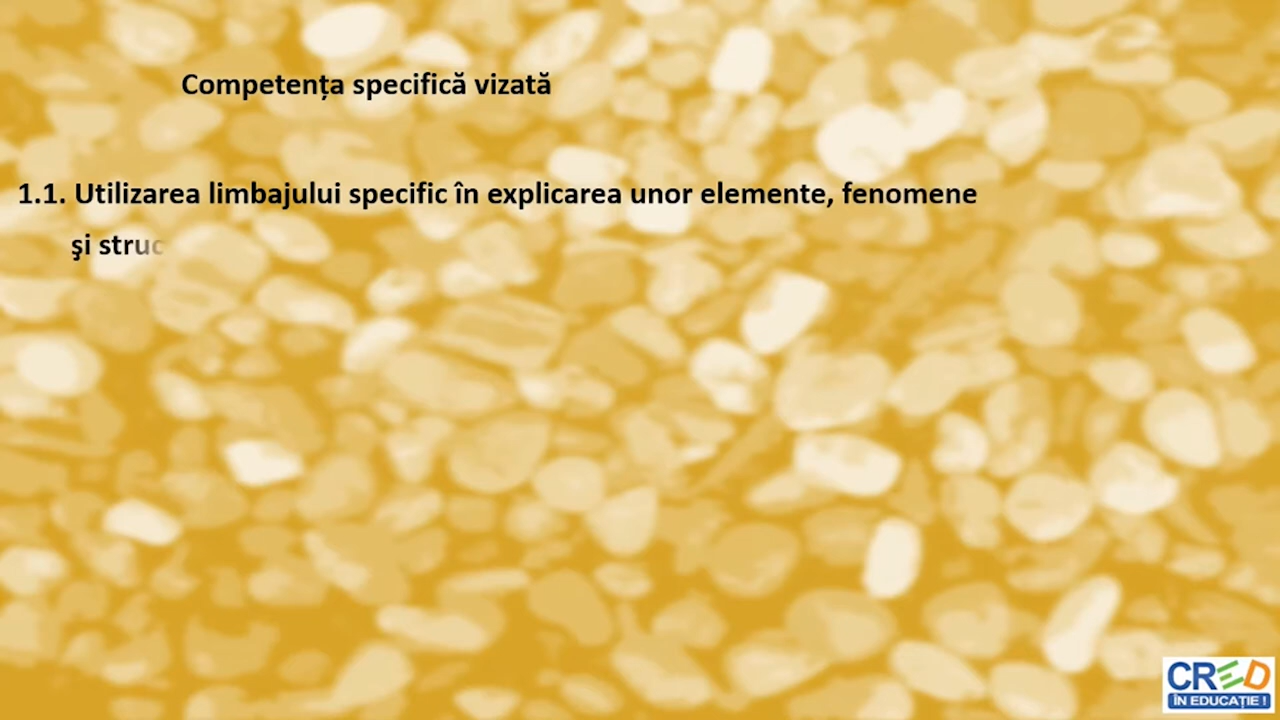 Competența specifică vizată
1.1. Utilizarea limbajului specific în explicarea unor elemente, fenomene
şi struc
CRED
ÎN EDUCAȚIE !